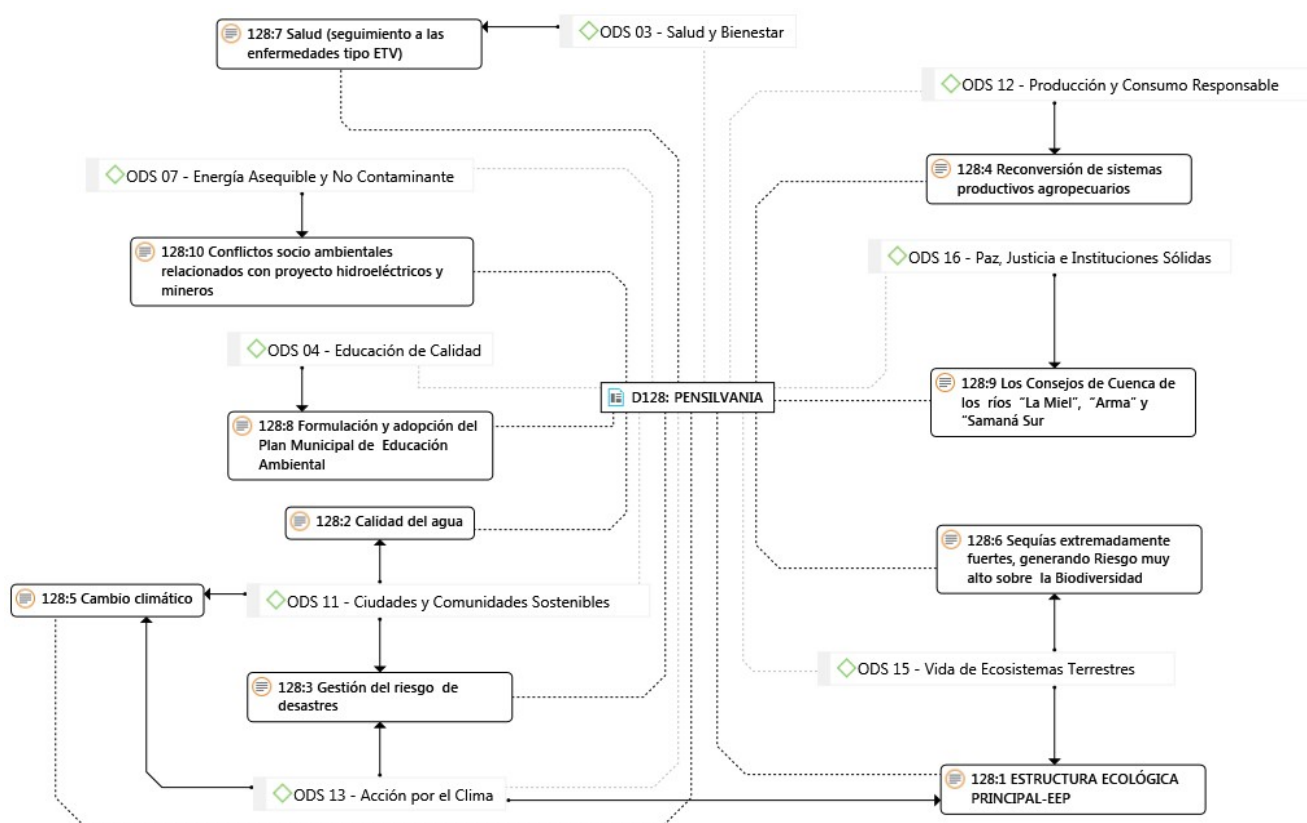 128:7 Salud (seguimiento a las
enfermedades tipo ETV)
ODS 03 - Salud y Bienestar
ODS 12 - Producción y Consumo Responsable
128:4 Reconversión de sistemas
productivos agropecuarios
ODS 07 - Energía Asequible y No Contaminante
128:10 Conflictos socio ambientales
relacionados con proyecto hidroeléctricos y
mineros
ODS 16 - Paz, Justicia e Instituciones Sólidas
ODS 04 - Educación de Calidad
D128: PENSILVANIA
128:9 Los Consejos de Cuenca de
los ríos “La Miel”, “Arma” y
“Samaná Sur
128:8 Formulación y adopción del
Plan Municipal de Educación
Ambiental
128:2 Calidad del agua
128:6 Sequías extremadamente
fuertes, generando Riesgo muy
alto sobre la Biodiversidad
128:5 Cambio climático
ODS 11 - Ciudades y Comunidades Sostenibles
ODS 15 - Vida de Ecosistemas Terrestres
128:3 Gestión del riesgo de
desastres
128:1 ESTRUCTURA ECOLÓGICA
PRINCIPAL-EEP
ODS 13 - Acción por el Clima